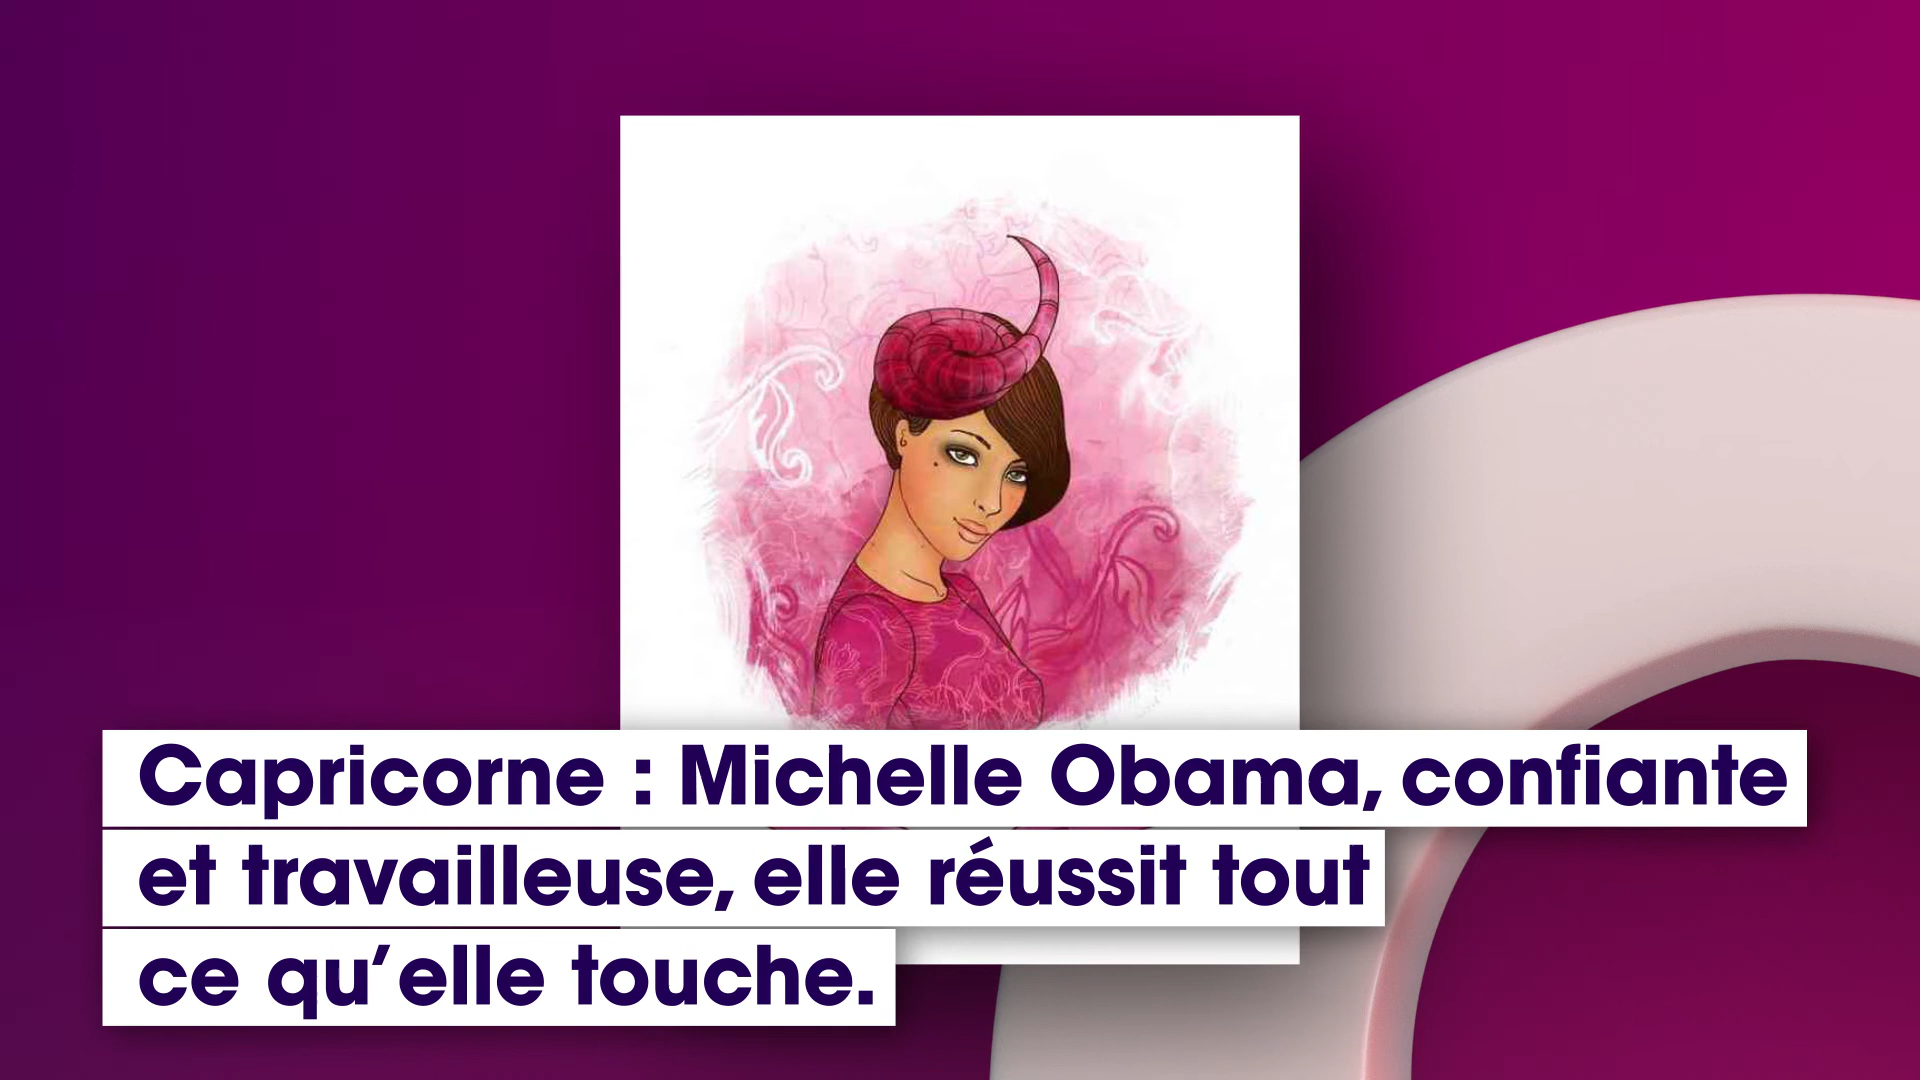 Capricorne : Michelle Obama, confiante
et travailleuse, elle réussit tout
ce qu’elle touche.